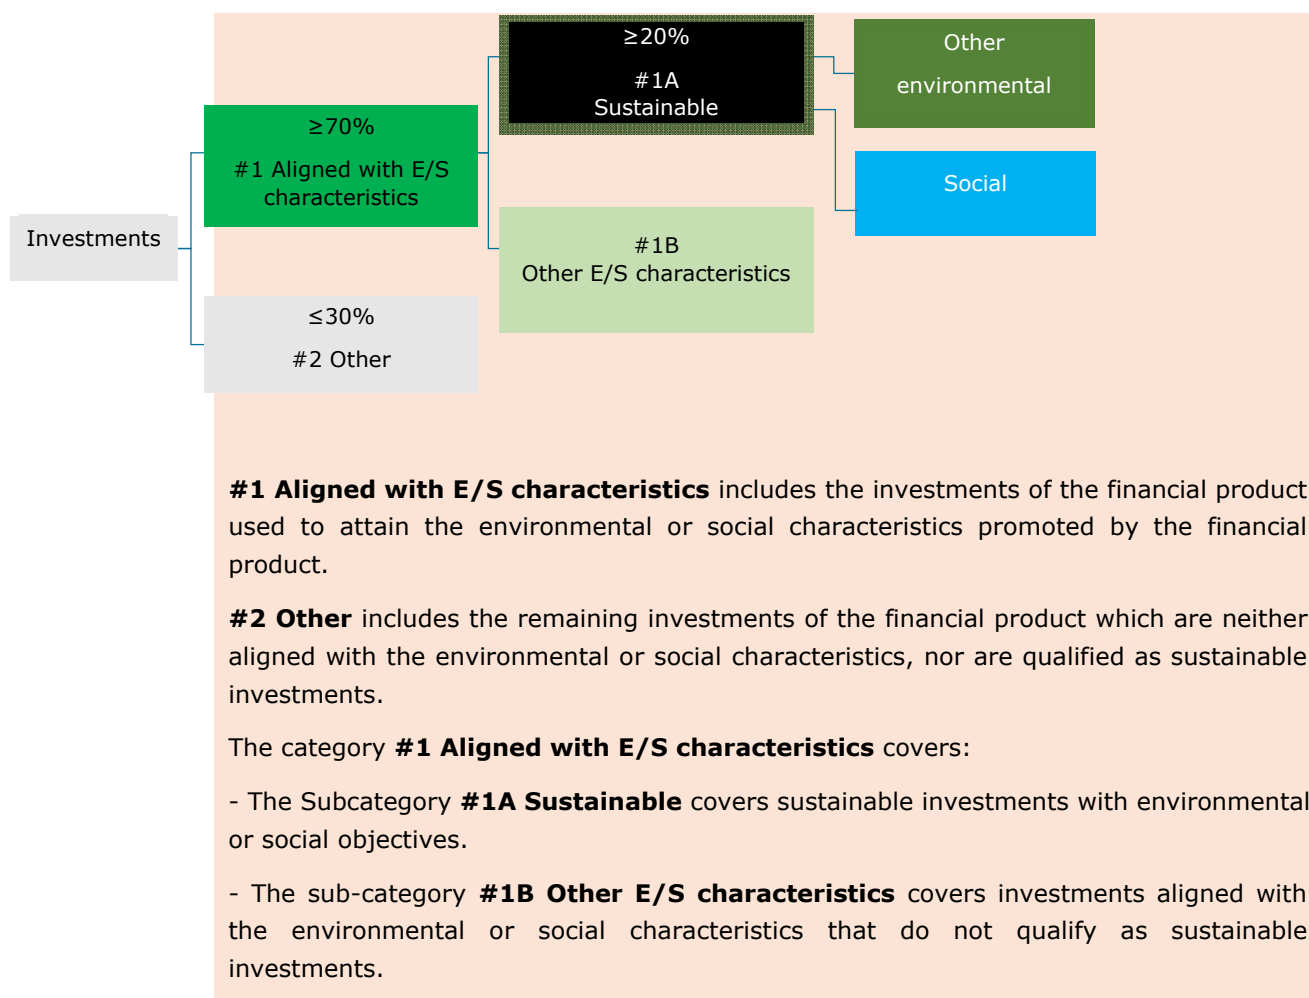 ≥20%
#1A
Sustainable
Other
environmental
≥70%
#1 Aligned with E/S
characteristics
Social
Investments
#1B
Other E/S characteristics
≤30%
#2 Other
#1 Aligned with E/S characteristics includes the investments of the financial product
used to attain the environmental or social characteristics promoted by the financial
product.
#2 Other includes the remaining investments of the financial product which are neither
aligned with the environmental or social characteristics, nor are qualified as sustainable
investments.
The category #1 Aligned with E/S characteristics covers:
- The Subcategory #1A Sustainable covers sustainable investments with environmental
or social objectives.
- The sub-category #1B Other E/S characteristics covers investments aligned with
the environmental or social characteristics that do not qualify as sustainable
investments.